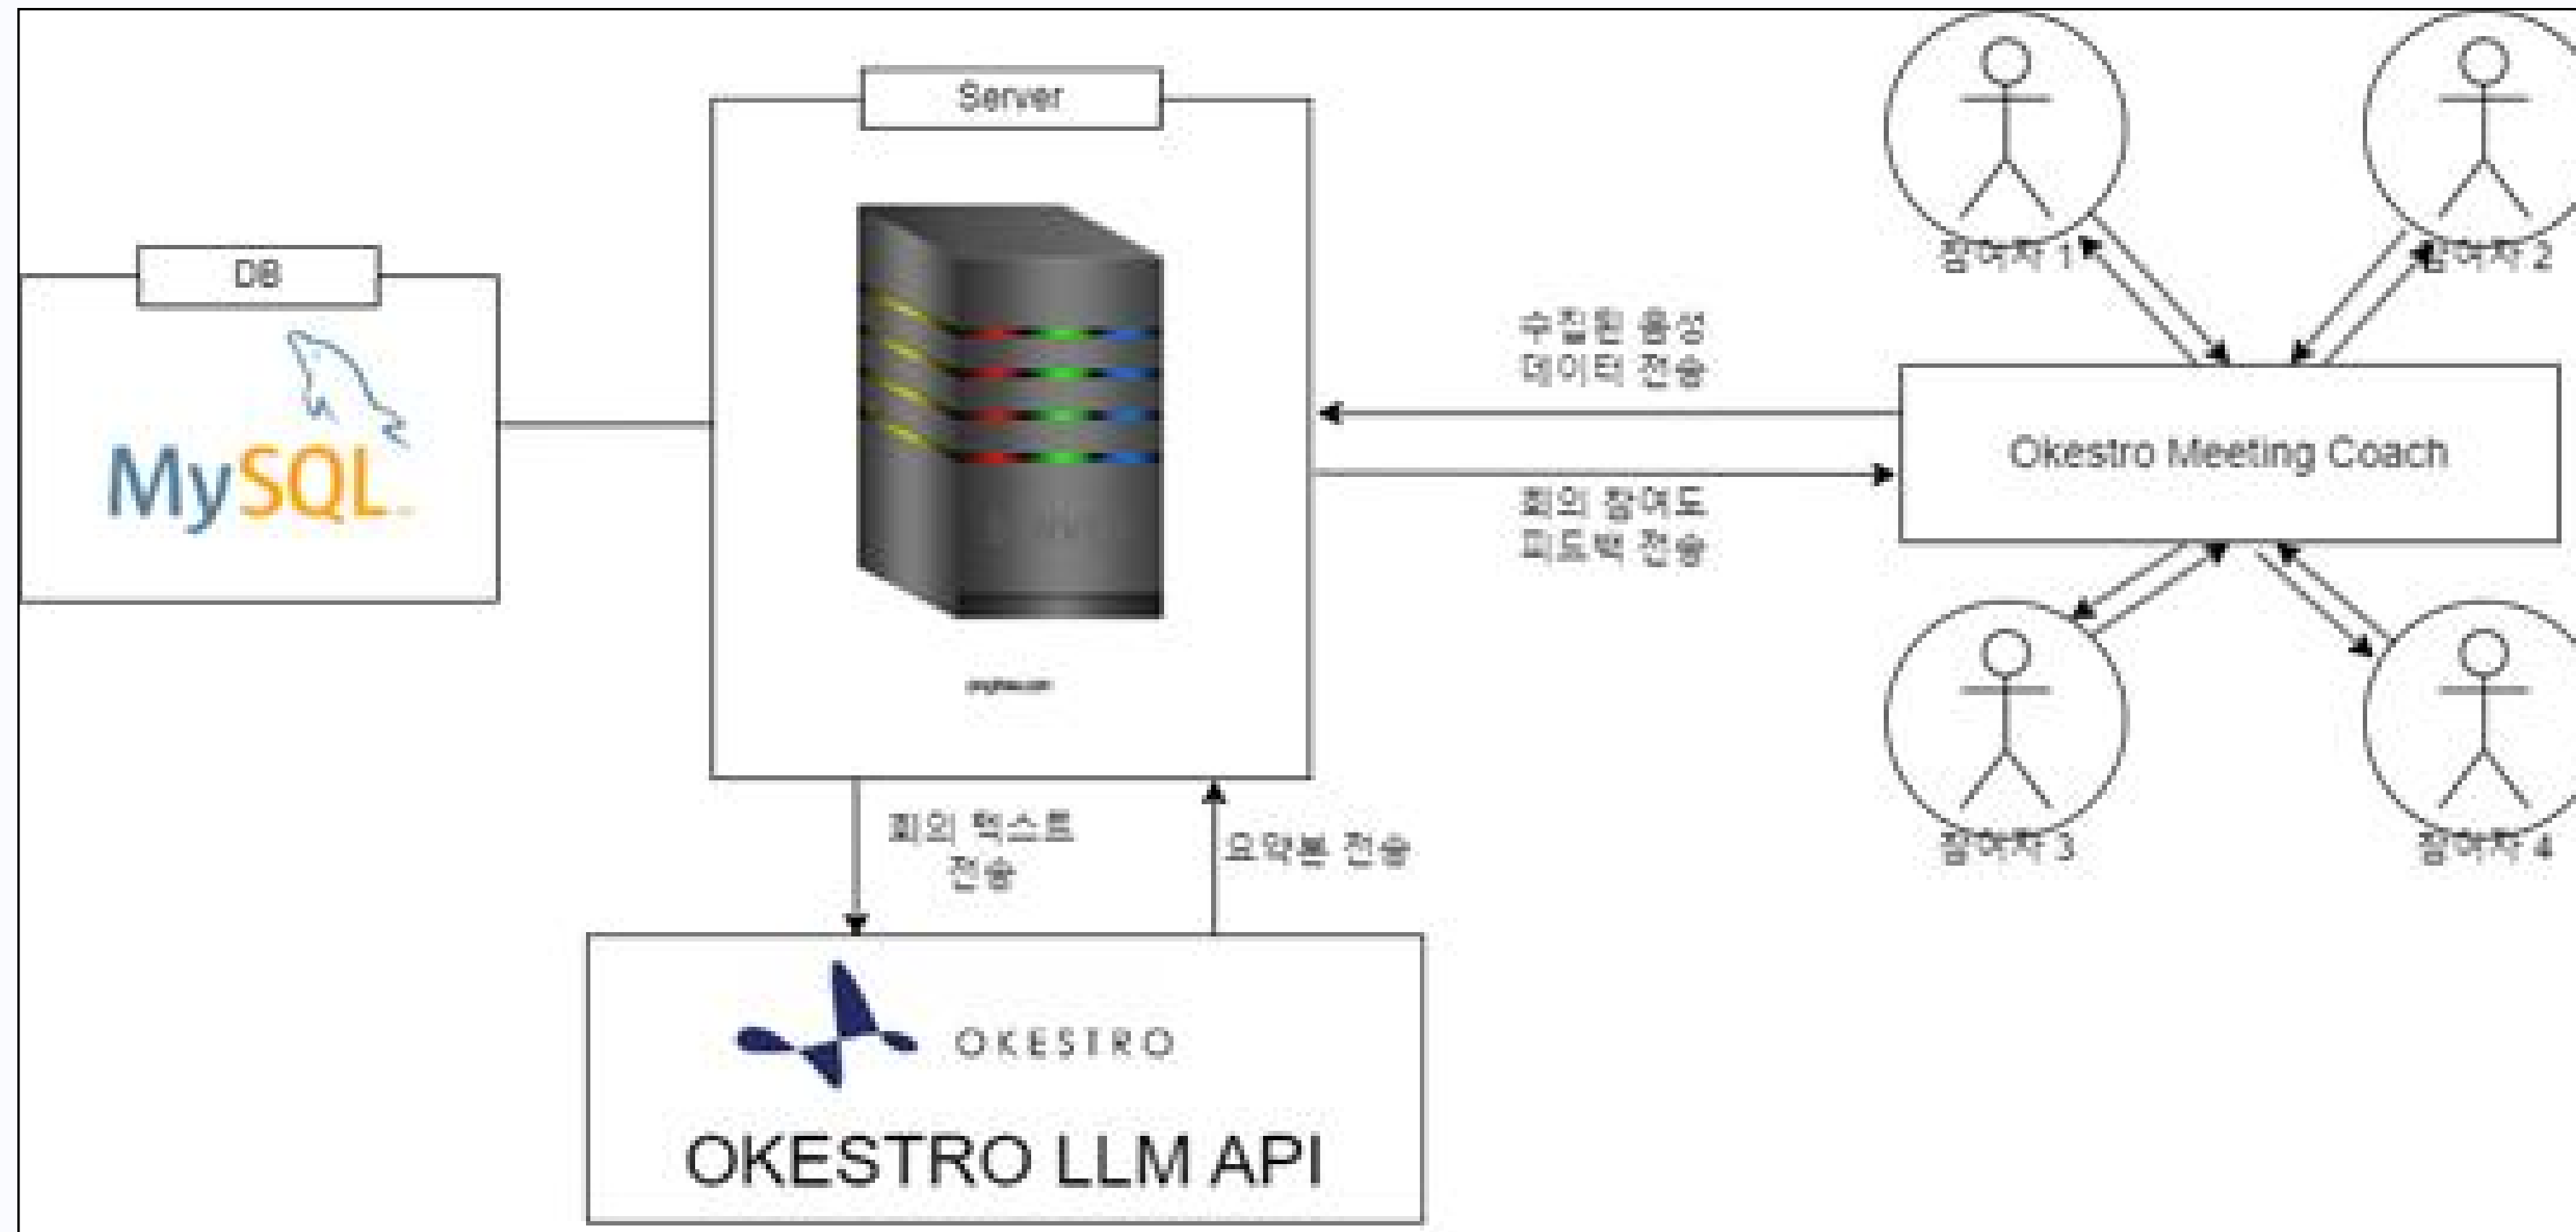 Server
참여자 1
참여자 2
DB
MySQL
수집된 음성
데이터 전송
Okestro Meeting Coach
회의 참여도
피드백 전송
회의 텍스트
전송
요약본 전송
참여자 3
참여자 4
OKESTRO
OKESTRO LLM API